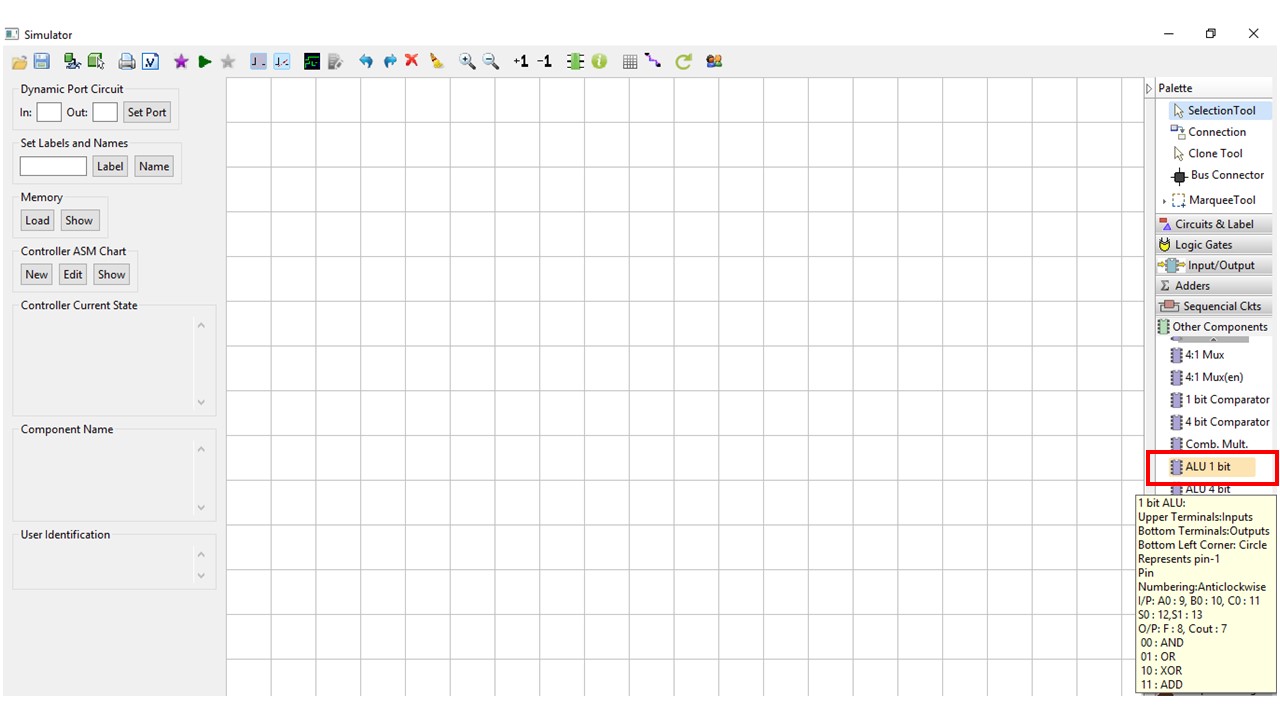 Simulator
+1 -1
Dynamic Port Circuit
In: Out: Set Port
Set Labels and Names
Label Name
Memory
Load Show
Controller ASM Chart
New Edit Show
Controller Current State
Component Name
User Identification
Palette
SelectionTool
Connection
Clone Tool
Bus Connector
MarqueeTool
Circuits & Label
Logic Gates
Input/Output
Σ Adders
Sequencial Ckts
Other Components
4:1 Mux
4:1 Mux(en)
1 bit Comparator
4 bit Comparator
Comb. Mult.
ALU 1 bit
ALU 4 bit
1 bit ALU:
Upper Terminals:Inputs
Bottom Terminals:Outputs
Bottom Left Corner: Circle
Represents pin-1
Pin
Numbering:Anticlockwise
I/P: A0 : 9, B0 : 10, C0 : 11
S0 : 12,S1 : 13
O/P: F : 8, Cout : 7
00 : AND
01 : OR
10 : XOR
11 : ADD